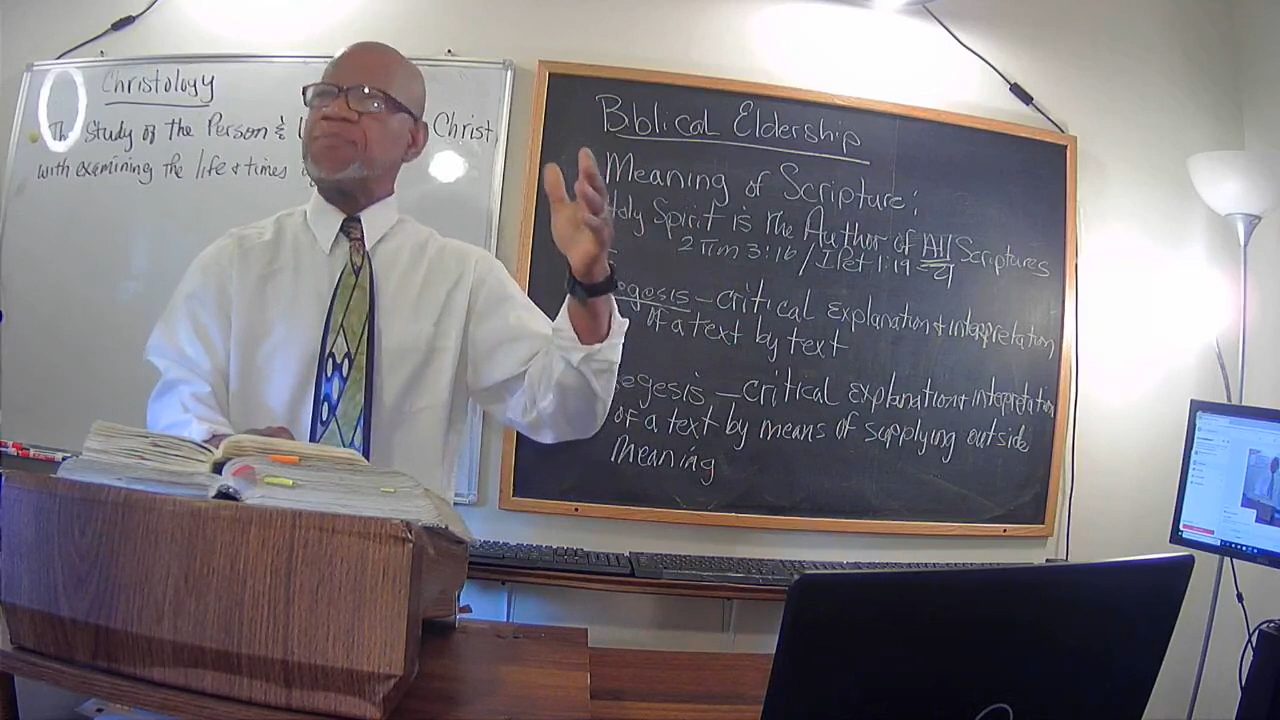 Christology
The Study of the Person & Christ
with examining the life & times
Biblical Eldership
Meaning of Scripture:
Holy Spirit is the Author of All Scriptures
2 Tim 3:16 / I Pet 1:19-21
egesis - critical explanation & interpretation
of a text by text
egesis - critical explanation & interpretation
of a text by means of supplying outside
meaning